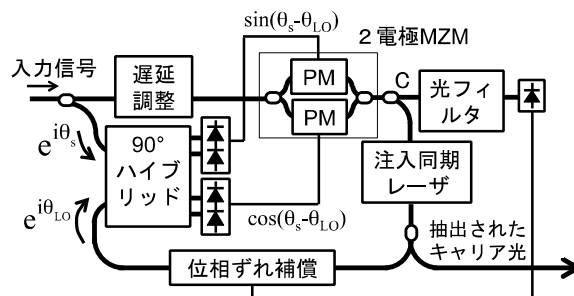 sin(θs-θLO)
2電極MZM
入力信号
遅延
調整
PM
PM
C
光フィ
ルタ
e^iθs
90°
ハイブ
リッド
注入同期
レーザ
e^iθLO
cos(θs-θLO)
抽出された
キャリア光
位相ずれ補償